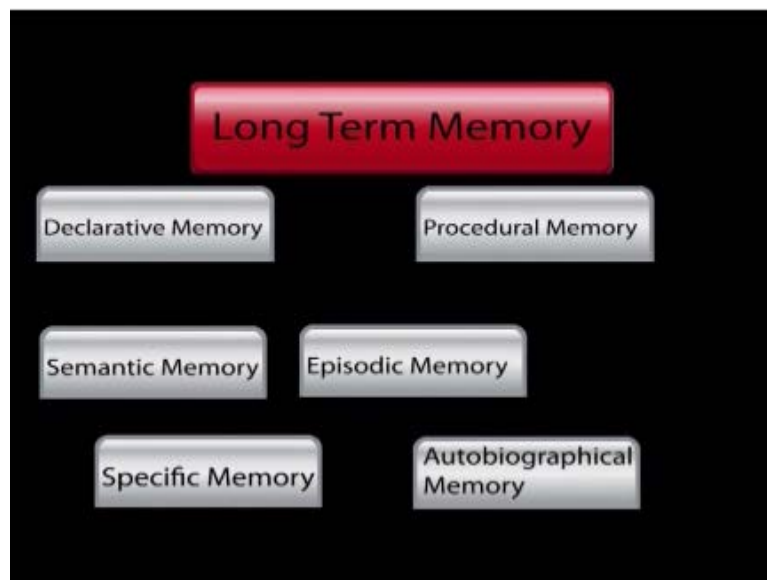 Long Term Memory
Declarative Memory
Procedural Memory
Semantic Memory
Episodic Memory
Specific Memory
Autobiographical
Memory